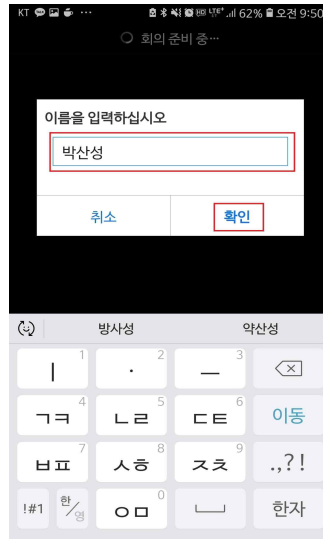 KT ... HD LTE+ 62% 오전 9:50
회의 준비 중...
이름을 입력하십시오
박산성
취소 확인
방사성 약산성
ㅣ 1 · 2 ㅡ 3
ㄱㅋ 4 ㄴㄹ 5 ㄷㅌ 6 이동
ㅂㅍ 7 ㅅㅎ 8 ㅈㅊ 9 .,?!
!#1 한/영 ㅇㅁ 0 한자